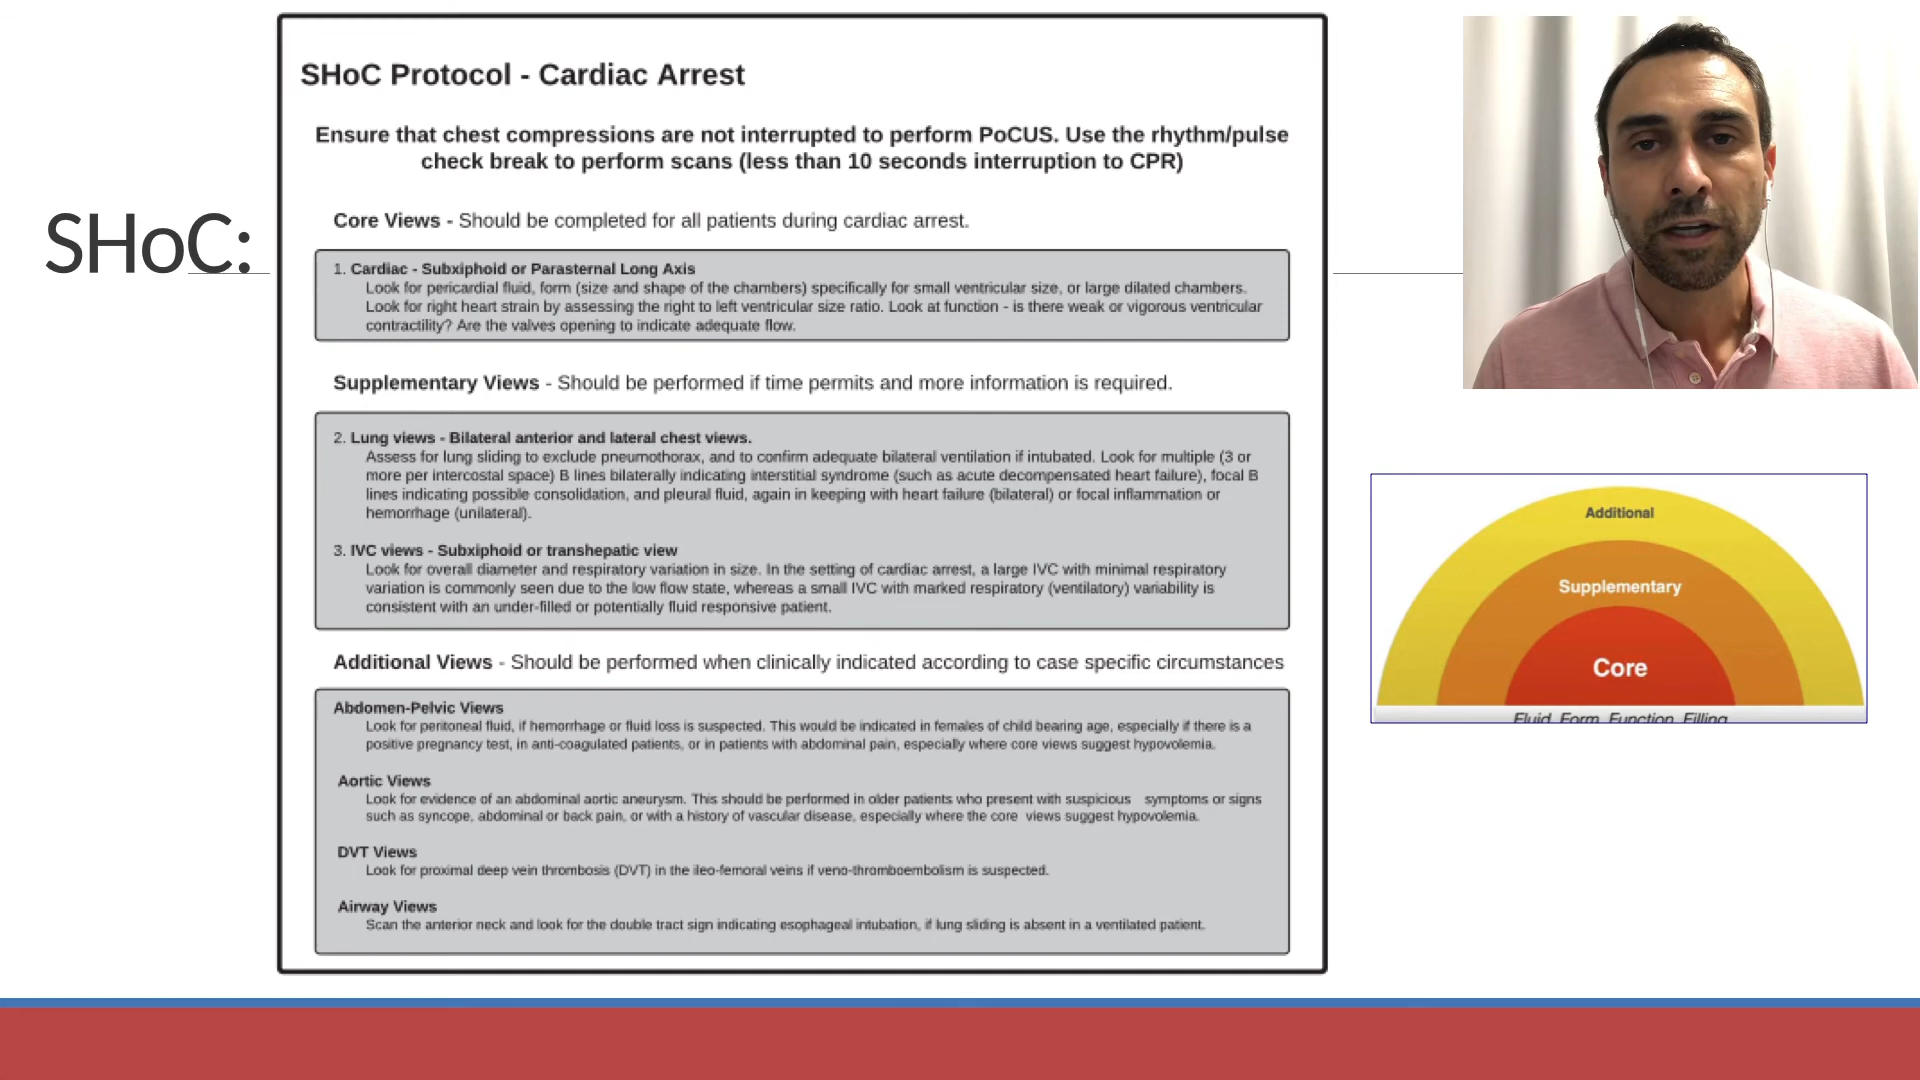 SHoC:
SHoC Protocol - Cardiac Arrest
Ensure that chest compressions are not interrupted to perform PoCUS. Use the rhythm/pulse
check break to perform scans (less than 10 seconds interruption to CPR)
Core Views - Should be completed for all patients during cardiac arrest.
1. Cardiac - Subxiphoid or Parasternal Long Axis
Look for pericardial fluid, form (size and shape of the chambers) specifically for small ventricular size, or large dilated chambers.
Look for right heart strain by assessing the right to left ventricular size ratio. Look at function - is there weak or vigorous ventricular
contractility? Are the valves opening to indicate adequate flow.
Supplementary Views - Should be performed if time permits and more information is required.
2. Lung views - Bilateral anterior and lateral chest views.
Assess for lung sliding to exclude pneumothorax, and to confirm adequate bilateral ventilation if intubated. Look for multiple (3 or
more per intercostal space) B lines bilaterally indicating interstitial syndrome (such as acute decompensated heart failure), focal B
lines indicating possible consolidation, and pleural fluid, again in keeping with heart failure (bilateral) or focal inflammation or
hemorrhage (unilateral).
3. IVC views - Subxiphoid or transhepatic view
Look for overall diameter and respiratory variation in size. In the setting of cardiac arrest, a large IVC with minimal respiratory
variation is commonly seen due to the low flow state, whereas a small IVC with marked respiratory (ventilatory) variability is
consistent with an under-filled or potentially fluid responsive patient.
Additional Views - Should be performed when clinically indicated according to case specific circumstances
Abdomen-Pelvic Views
Look for peritoneal fluid, if hemorrhage or fluid loss is suspected. This would be indicated in females of child bearing age, especially if there is a
positive pregnancy test, in anti-coagulated patients, or in patients with abdominal pain, especially where core views suggest hypovolemia.
Aortic Views
Look for evidence of an abdominal aortic aneurysm. This should be performed in older patients who present with suspicious symptoms or signs
such as syncope, abdominal or back pain, or with a history of vascular disease, especially where the core views suggest hypovolemia.
DVT Views
Look for proximal deep vein thrombosis (DVT) in the ileo-femoral veins if veno-thromboembolism is suspected.
Airway Views
Scan the anterior neck and look for the double tract sign indicating esophageal intubation, if lung sliding is absent in a ventilated patient.
Additional
Supplementary
Core
Fluid, Form, Function, Filling